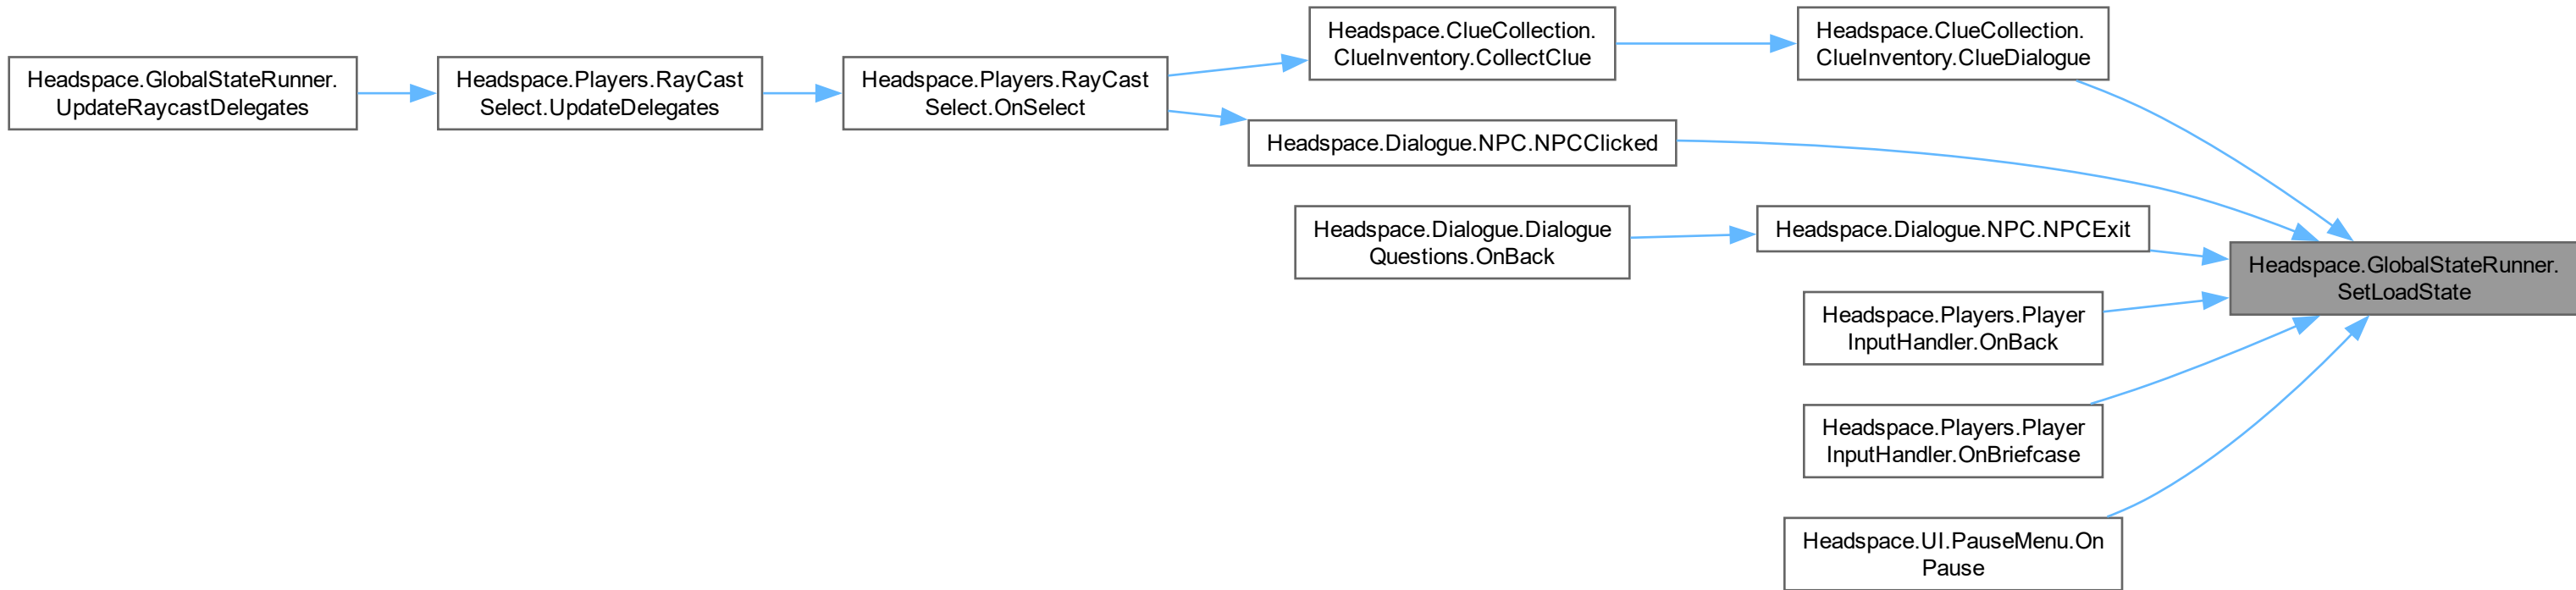 Headspace.GlobalStateRunner.
UpdateRaycastDelegates
Headspace.Players.RayCast
Select.UpdateDelegates
Headspace.Players.RayCast
Select.OnSelect
Headspace.ClueCollection.
ClueInventory.CollectClue
Headspace.ClueCollection.
ClueInventory.ClueDialogue
Headspace.Dialogue.NPC.NPCClicked
Headspace.Dialogue.Dialogue
Questions.OnBack
Headspace.Dialogue.NPC.NPCExit
Headspace.GlobalStateRunner.
SetLoadState
Headspace.Players.Player
InputHandler.OnBack
Headspace.Players.Player
InputHandler.OnBriefcase
Headspace.UI.PauseMenu.On
Pause